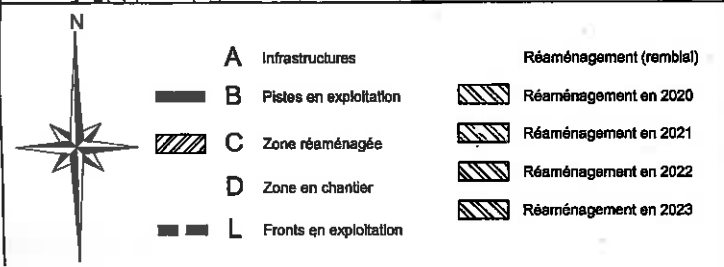 N
A Infrastructures
B Pistes en exploitation
C Zone réaménagée
D Zone en chantier
L Fronts en exploitation
Réaménagement (remblai)
Réaménagement en 2020
Réaménagement en 2021
Réaménagement en 2022
Réaménagement en 2023